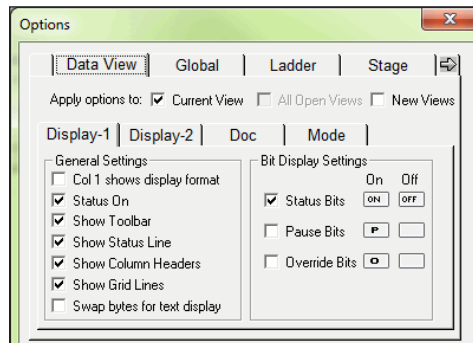 Options
Data View Global Ladder Stage
Apply options to: Current View All Open Views New Views
Display-1 Display-2 Doc Mode
General Settings
Col 1 shows display format
Status On
Show Toolbar
Show Status Line
Show Column Headers
Show Grid Lines
Swap bytes for text display
Bit Display Settings
On Off
Status Bits ON OFF
Pause Bits P
Override Bits O